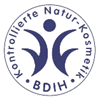 Kontrollierte Natur-Kosmetik
• BDIH •